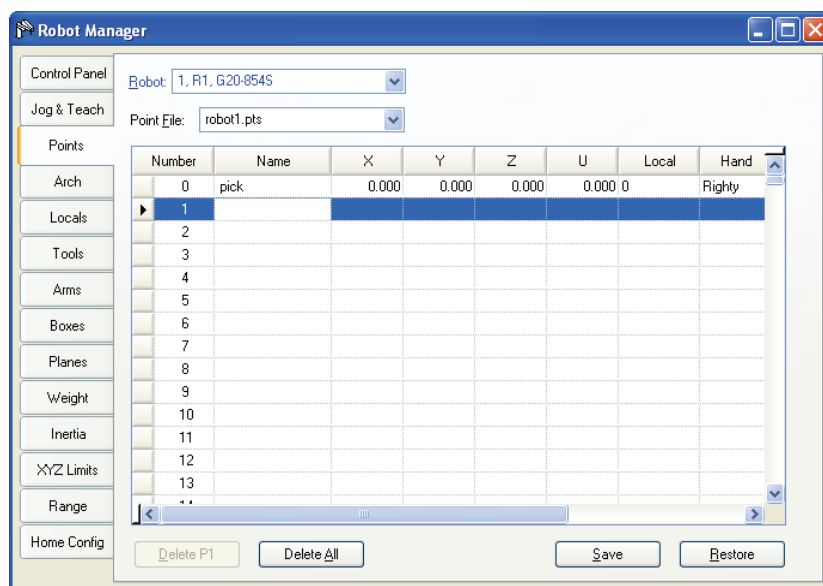 Robot Manager
Control Panel
Jog & Teach
Points
Arch
Locals
Tools
Arms
Boxes
Planes
Weight
Inertia
XYZ Limits
Range
Home Config
Robot: 1, R1, G20-854S
Point File: robot1.pts
Number Name X Y Z U Local Hand
0 pick 0.000 0.000 0.000 0.000 0 Righty
1
2
3
4
5
6
7
8
9
10
11
12
13
Delete P1 Delete All Save Restore